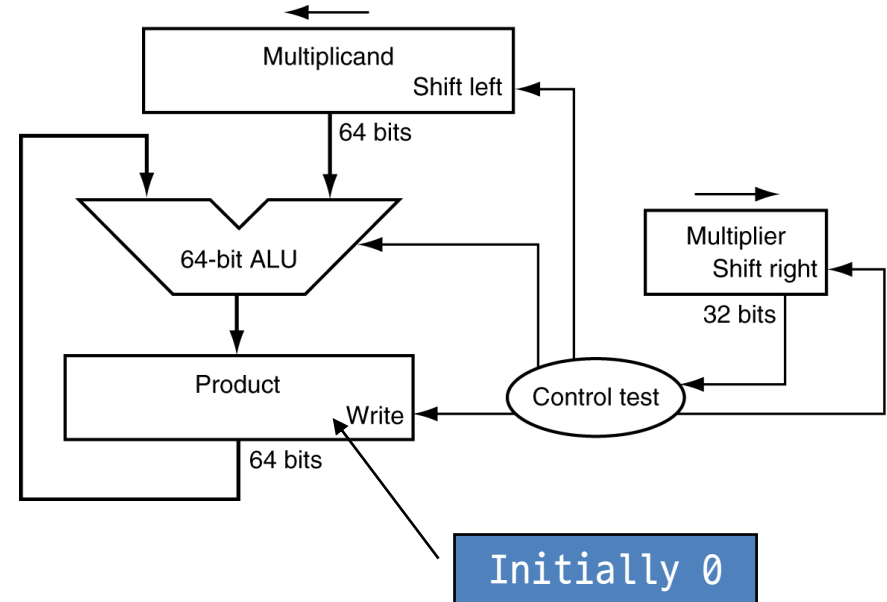 Multiplicand
Shift left
64 bits
64-bit ALU
Multiplier
Shift right
32 bits
Product
Write
Control test
64 bits
Initially 0